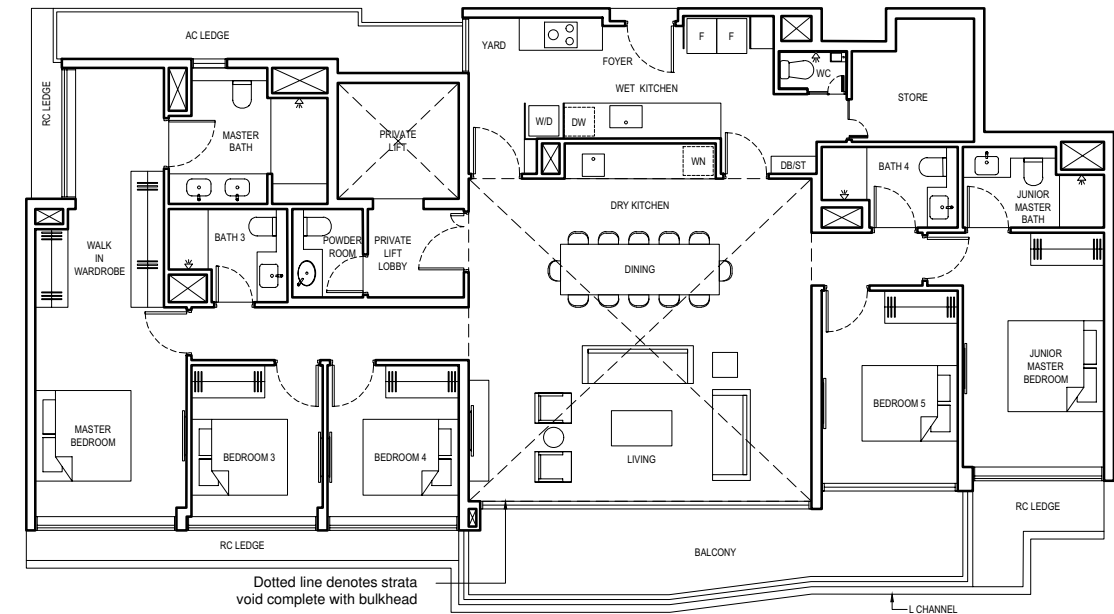 AC LEDGE
YARD
FOYER
F
F
WC
WET KITCHEN
STORE
RC LEDGE
W/D
DW
MASTER
BATH
PRIVATE
LIFT
WN
DB/ST
BATH 4
JUNIOR
MASTER
BATH
DRY KITCHEN
BATH 3
POWDER
ROOM
PRIVATE
LIFT
LOBBY
WALK
IN
WARDROBE
DINING
JUNIOR
MASTER
BEDROOM
BEDROOM 5
MASTER
BEDROOM
BEDROOM 3
BEDROOM 4
LIVING
RC LEDGE
RC LEDGE
BALCONY
Dotted line denotes strata
void complete with bulkhead
L CHANNEL